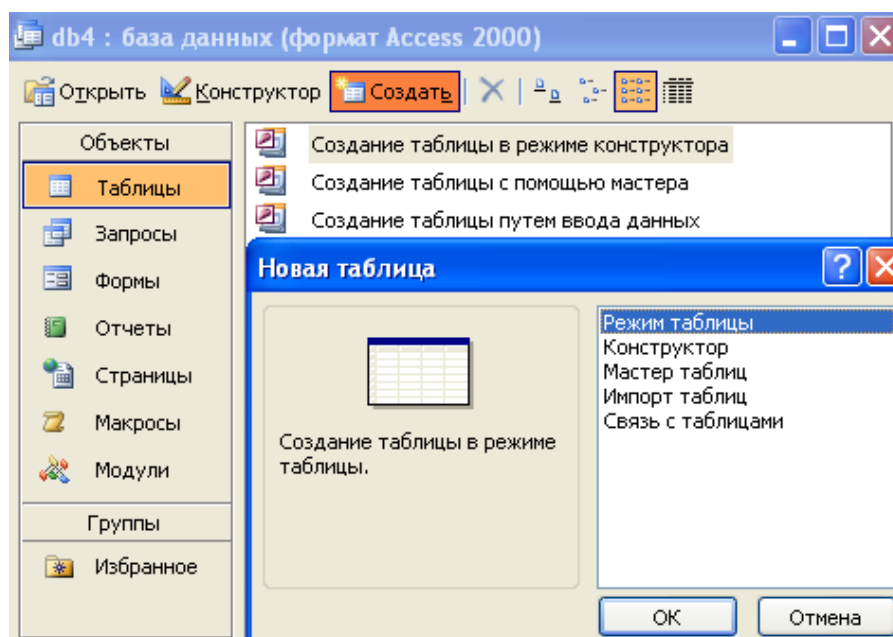 db4 : база данных (формат Access 2000)
Открыть Конструктор Создать
Объекты
Таблицы
Запросы
Формы
Отчеты
Страницы
Макросы
Модули
Группы
Избранное
Создание таблицы в режиме конструктора
Создание таблицы с помощью мастера
Создание таблицы путем ввода данных
Новая таблица
Создание таблицы в режиме
таблицы.
Режим таблицы
Конструктор
Мастер таблиц
Импорт таблиц
Связь с таблицами
ОК Отмена